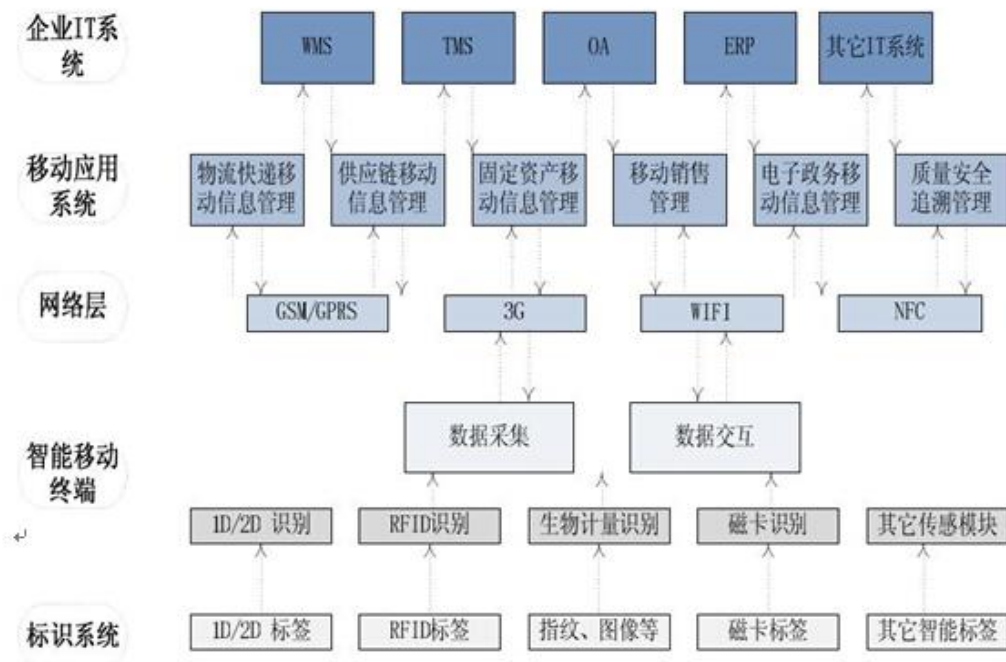 企业IT系
统
WMS
TMS
OA
ERP
其它IT系统
移动应用
系统
物流快递移
动信息管理
供应链移动
信息管理
固定资产移
动信息管理
移动销售
管理
电子政务移
动信息管理
质量安全
追溯管理
网络层
GSM/GPRS
3G
WIFI
NFC
智能移动
终端
数据采集
数据交互
1D/2D 识别
RFID识别
生物计量识别
磁卡识别
其它传感模块
标识系统
1D/2D 标签
RFID标签
指纹、图像等
磁卡标签
其它智能标签